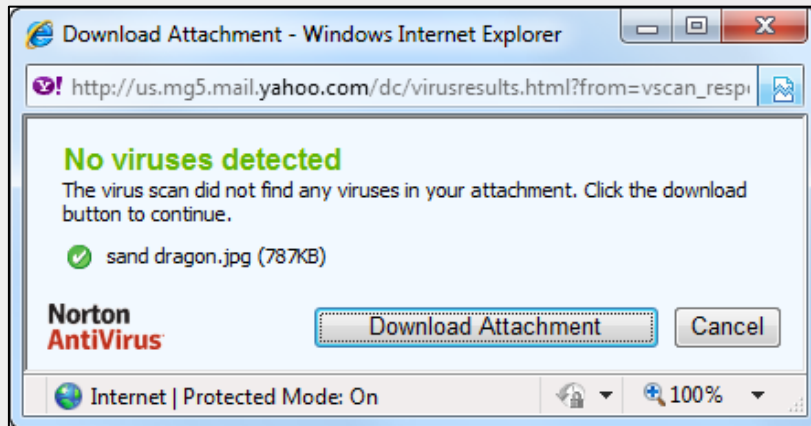 Download Attachment - Windows Internet Explorer
Y! http://us.mg5.mail.yahoo.com/dc/virusresults.html?from=vscan_resp
No viruses detected
The virus scan did not find any viruses in your attachment. Click the download
button to continue.
sand dragon.jpg (787KB)
Norton
AntiVirus
Download Attachment
Cancel
Internet | Protected Mode: On
100%